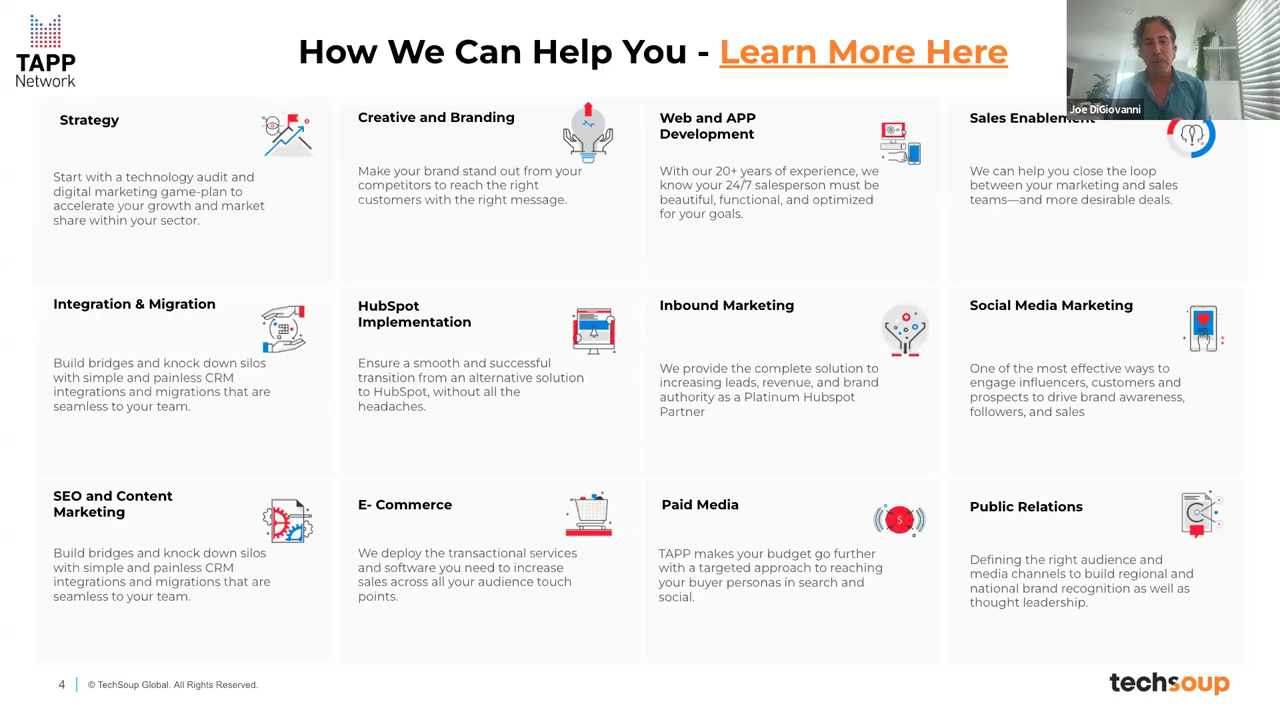 TAPP
Network
How We Can Help You - Learn More Here
Joe DiGiovanni
Strategy
Start with a technology audit and
digital marketing game-plan to
accelerate your growth and market
share within your sector.
Creative and Branding
Make your brand stand out from your
competitors to reach the right
customers with the right message.
Web and APP
Development
With our 20+ years of experience, we
know your 24/7 salesperson must be
beautiful, functional, and optimized
for your goals.
Sales Enablement
We can help you close the loop
between your marketing and sales
teams—and more desirable deals.
Integration & Migration
Build bridges and knock down silos
with simple and painless CRM
integrations and migrations that are
seamless to your team.
HubSpot
Implementation
Ensure a smooth and successful
transition from an alternative solution
to HubSpot, without all the
headaches.
Inbound Marketing
We provide the complete solution to
increasing leads, revenue, and brand
authority as a Platinum Hubspot
Partner
Social Media Marketing
One of the most effective ways to
engage influencers, customers and
prospects to drive brand awareness,
followers, and sales
SEO and Content
Marketing
Build bridges and knock down silos
with simple and painless CRM
integrations and migrations that are
seamless to your team.
E- Commerce
We deploy the transactional services
and software you need to increase
sales across all your audience touch
points.
Paid Media
$
TAPP makes your budget go further
with a targeted approach to reaching
your buyer personas in search and
social.
Public Relations
Defining the right audience and
media channels to build regional and
national brand recognition as well as
thought leadership.
4
© TechSoup Global. All Rights Reserved.
techsoup